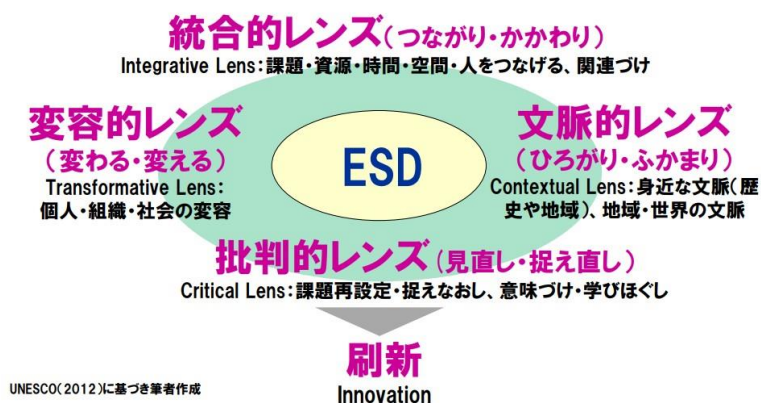 統合的レンズ(つながり・かかわり)
Integrative Lens：課題・資源・時間・空間・人をつなげる、関連づけ
変容的レンズ
（変わる・変える）
Transformative Lens：
個人・組織・社会の変容
ESD
文脈的レンズ
（ひろがり・ふかまり）
Contextual Lens：身近な文脈（歴
史や地域）、地域・世界の文脈
批判的レンズ（見直し・捉え直し）
Critical Lens：課題再設定・捉えなおし、意味づけ・学びほぐし
刷新
Innovation
UNESCO(2012)に基づき筆者作成